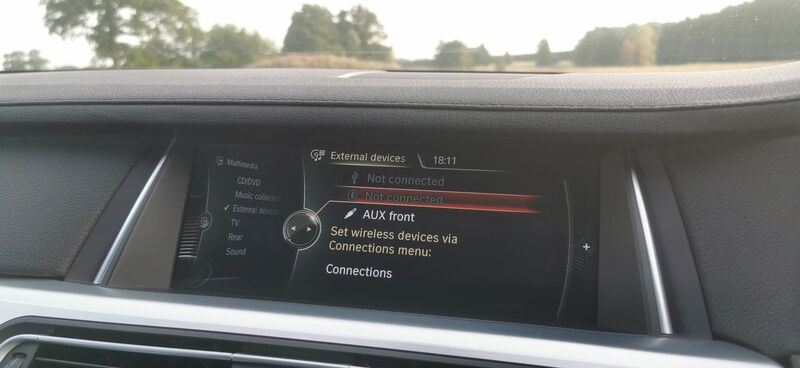 Multimedia
CD/DVD
Music collection
✓ External devices
TV
Rear
Sound
External devices
18:11
Not connected
Not connected
AUX front
Set wireless devices via
Connections menu:
Connections
+